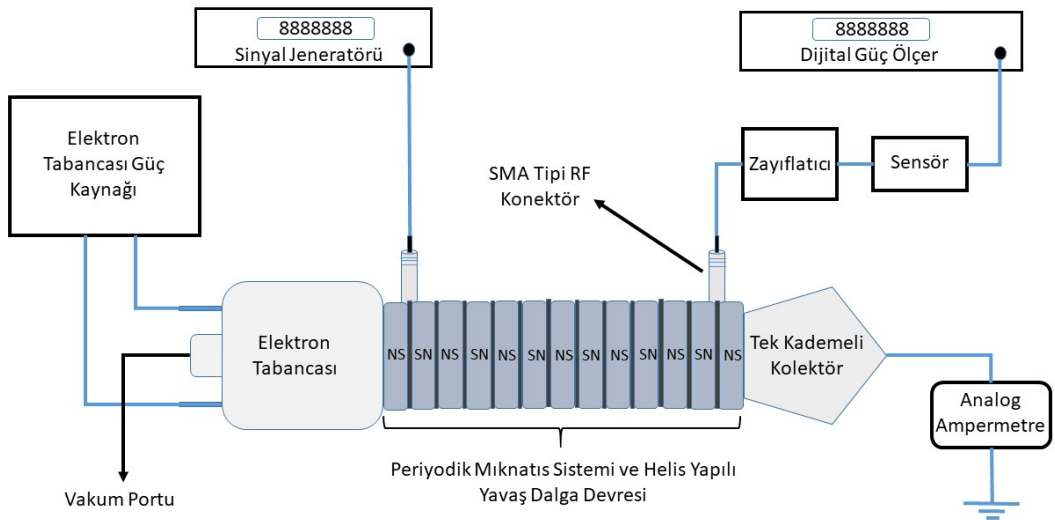 8888888
Sinyal Jeneratörü
8888888
Dijital Güç Ölçer
Elektron
Tabancası Güç
Kaynağı
SMA Tipi RF
Konektör
Zayıflatıcı
Sensör
Elektron
Tabancası
NS SN NS SN NS SN NS SN NS SN NS SN NS
Tek Kademeli
Kolektör
Analog
Ampermetre
Periyodik Mıknatıs Sistemi ve Helis Yapılı
Yavaş Dalga Devresi
Vakum Portu